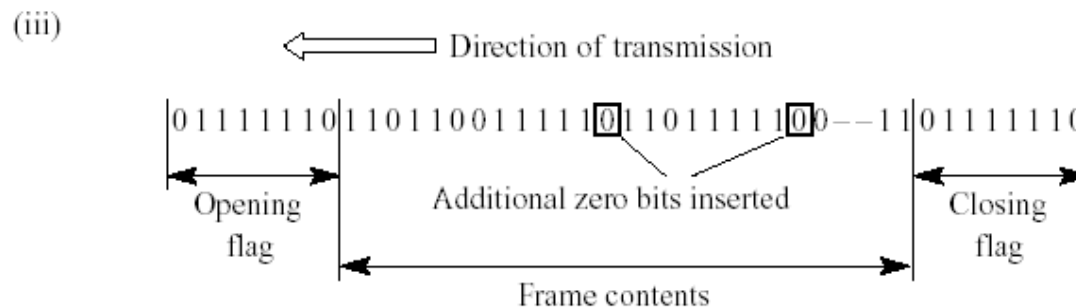 (iii)
Direction of transmission
0 1 1 1 1 1 1 0 1 1 0 1 1 0 0 1 1 1 1 1 0 1 1 0 1 1 1 1 1 0 0 – – 1 1 0 1 1 1 1 1 1 0
Opening flag
Additional zero bits inserted
Closing flag
Frame contents